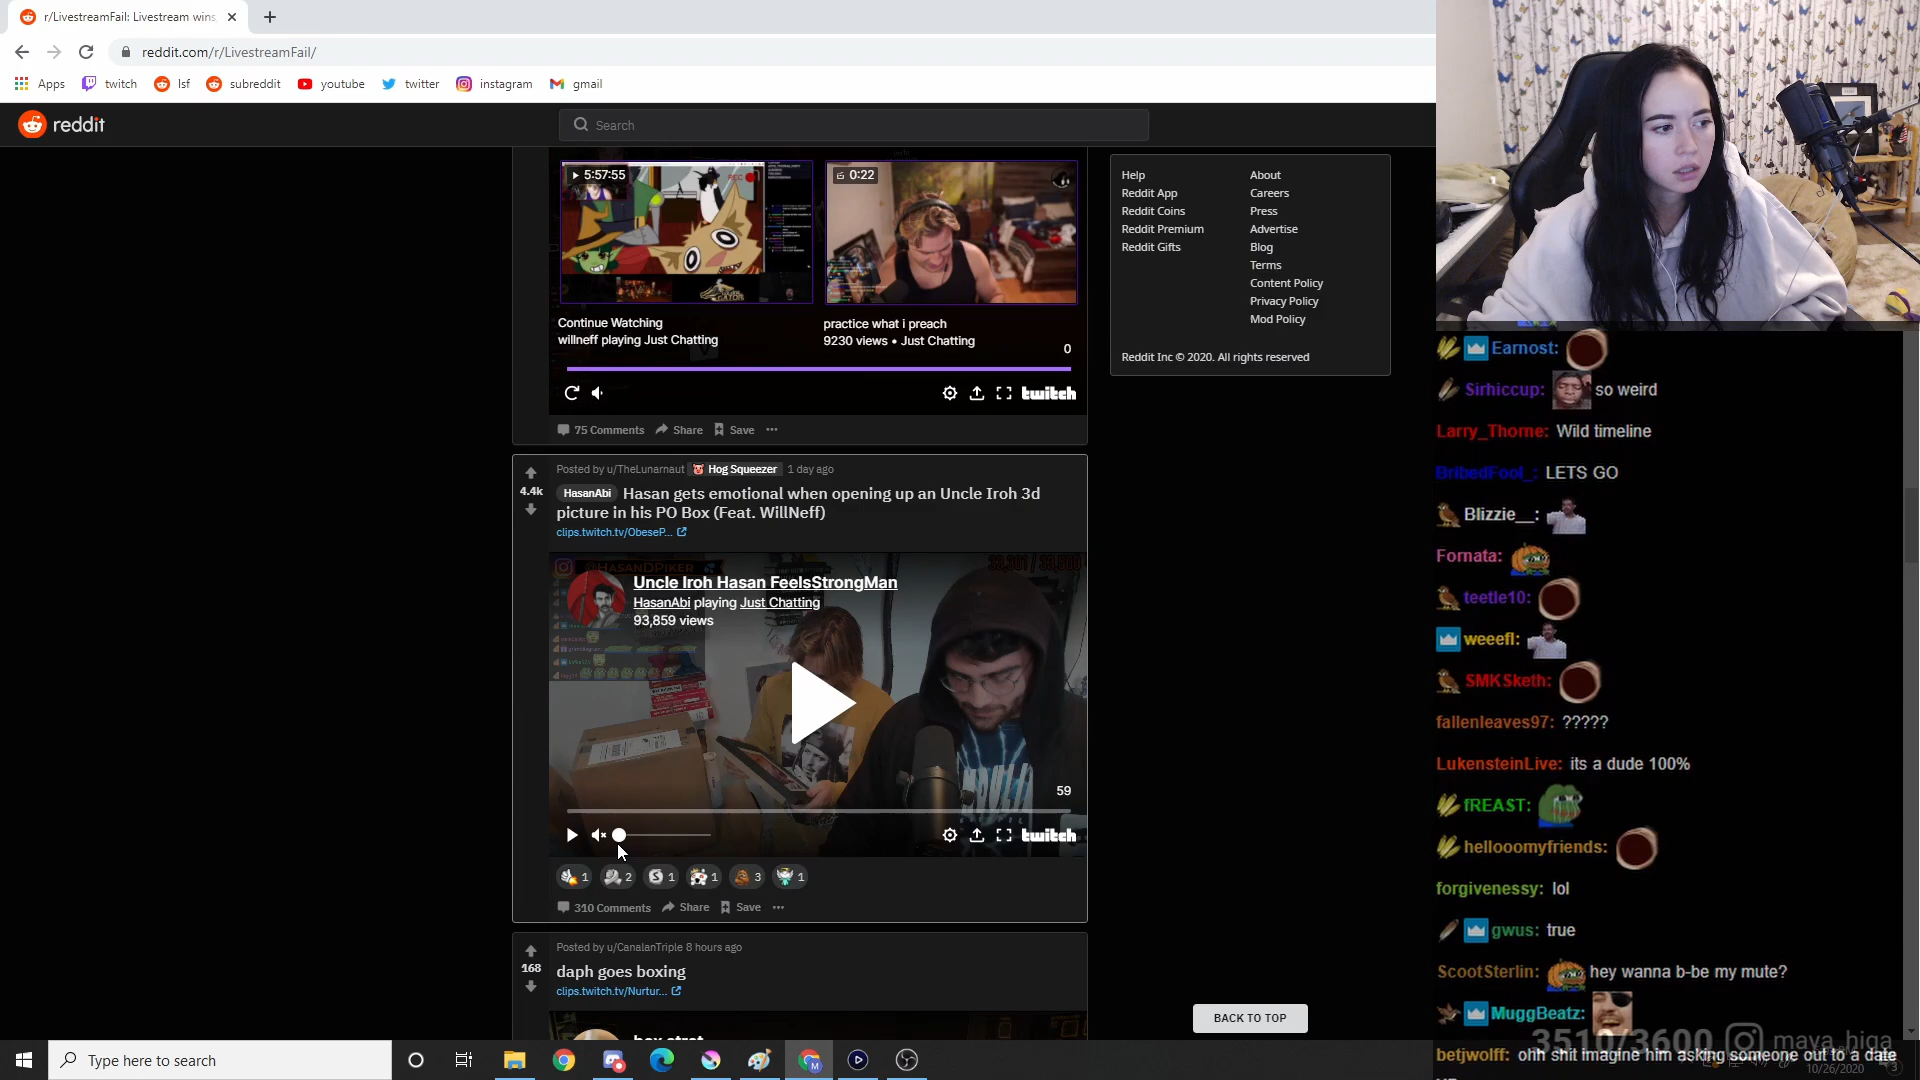 r/LivestreamFail: Livestream wins
reddit.com/r/LivestreamFail/
Apps
twitch
lsf
subreddit
youtube
twitter
instagram
gmail
reddit
Search
5:57:55
0:22
Continue Watching
willneff playing Just Chatting
practice what i preach
9230 views • Just Chatting
0
twitch
75 Comments
Share
Save
Help
Reddit App
Reddit Coins
Reddit Premium
Reddit Gifts
About
Careers
Press
Advertise
Blog
Terms
Content Policy
Privacy Policy
Mod Policy
Reddit Inc © 2020. All rights reserved
4.4k
Posted by u/TheLunarnaut Hog Squeezer 1 day ago
HasanAbi Hasan gets emotional when opening up an Uncle Iroh 3d
picture in his PO Box (Feat. WillNeff)
clips.twitch.tv/ObeseP...
@HASANDPIKER
Uncle Iroh Hasan FeelsStrongMan
HasanAbi playing Just Chatting
93,859 views
59
twitch
1
2
1
1
3
1
310 Comments
Share
Save
168
Posted by u/CanalanTriple 8 hours ago
daph goes boxing
clips.twitch.tv/Nurtur...
BACK TO TOP
Earnost:
Sirhiccup: so weird
Larry_Thorne: Wild timeline
BribedFool_: LETS GO
Blizzie__:
Fornata:
teetle10:
weeefl:
SMKSketh:
fallenleaves97: ?????
LukensteinLive: its a dude 100%
fREAST:
hellooomyfriends:
forgivenessy: lol
gwus: true
ScootSterlin: hey wanna b-be my mute?
MuggBeatz:
3510/3600 maya_higa
betjwolff: ohh shit imagine him asking someone out to a date
Type here to search
10/26/2020
3